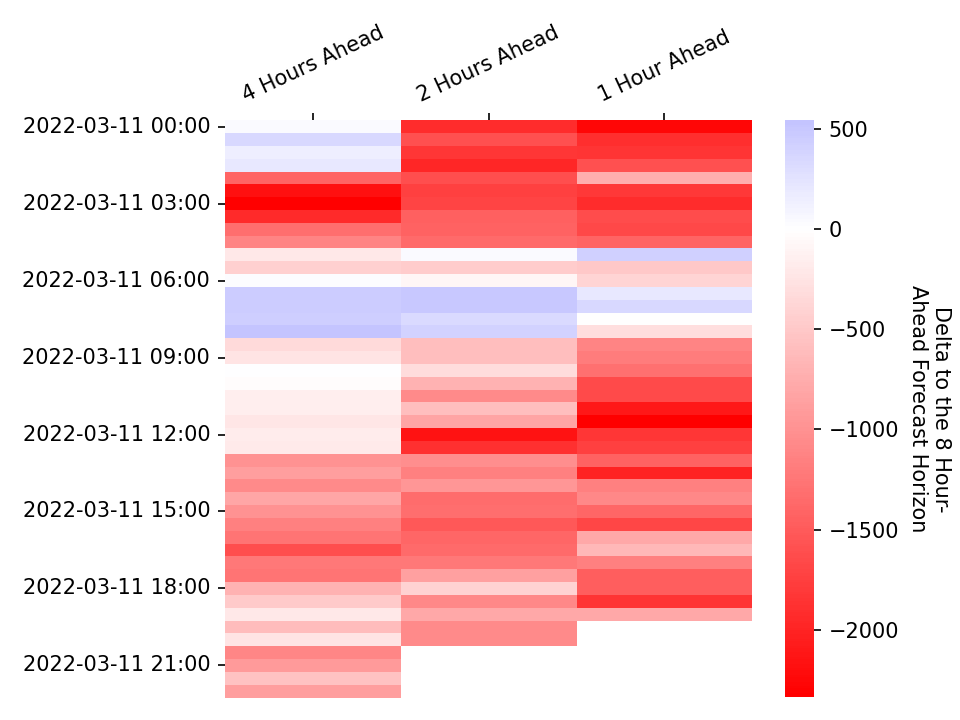 4 Hours Ahead
2 Hours Ahead
1 Hour Ahead
2022-03-11 00:00
2022-03-11 03:00
2022-03-11 06:00
2022-03-11 09:00
2022-03-11 12:00
2022-03-11 15:00
2022-03-11 18:00
2022-03-11 21:00
500
0
−500
−1000
−1500
−2000
Delta to the 8 Hour-
Ahead Forecast Horizon